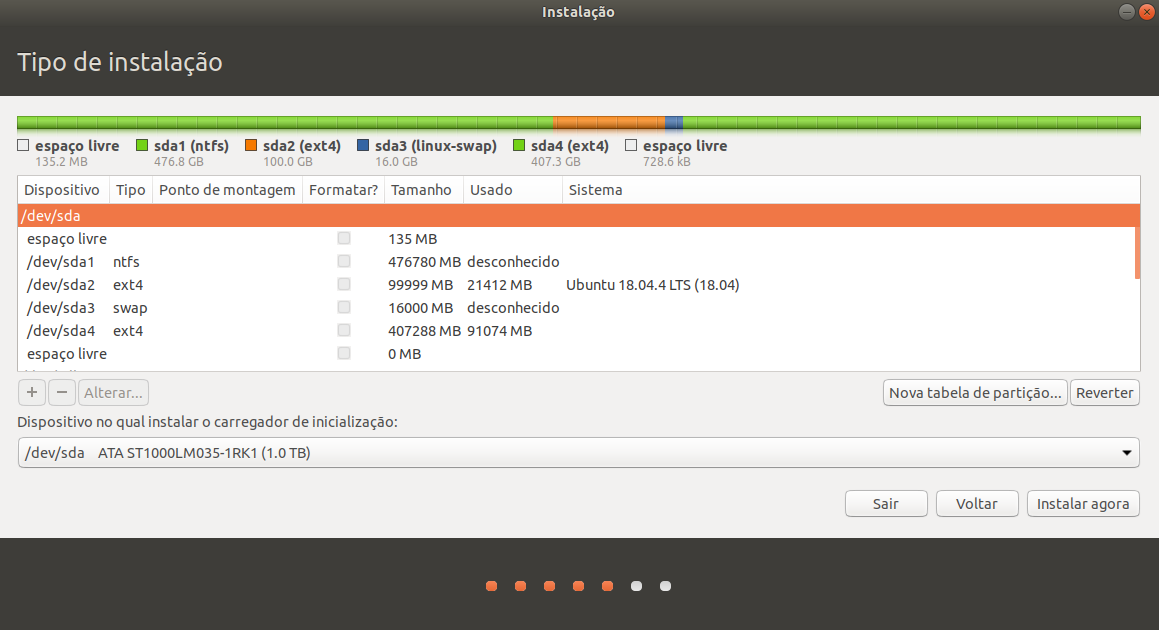 Instalação
Tipo de instalação
espaço livre sda1 (ntfs) sda2 (ext4) sda3 (linux-swap) sda4 (ext4) espaço livre
135.2 MB 476.8 GB 100.0 GB 16.0 GB 407.3 GB 728.6 kB
Dispositivo Tipo Ponto de montagem Formatar? Tamanho Usado Sistema
/dev/sda
espaço livre 135 MB
/dev/sda1 ntfs 476780 MB desconhecido
/dev/sda2 ext4 99999 MB 21412 MB Ubuntu 18.04.4 LTS (18.04)
/dev/sda3 swap 16000 MB desconhecido
/dev/sda4 ext4 407288 MB 91074 MB
espaço livre 0 MB
+ − Alterar... Nova tabela de partição... Reverter
Dispositivo no qual instalar o carregador de inicialização:
/dev/sda ATA ST1000LM035-1RK1 (1.0 TB)
Sair Voltar Instalar agora